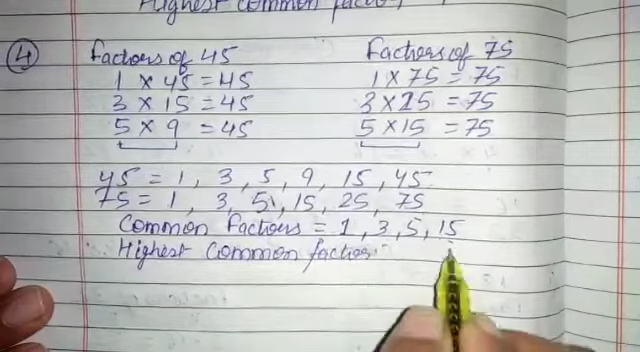 Highest common factor
④ factors of 45 Factors of 75
1 × 45 = 45 1 × 75 = 75
3 × 15 = 45 3 × 25 = 75
5 × 9 = 45 5 × 15 = 75
45 = 1, 3, 5, 9, 15, 45
75 = 1, 3, 5, 15, 25, 75
Common Factors = 1, 3, 5, 15
Highest Common factor